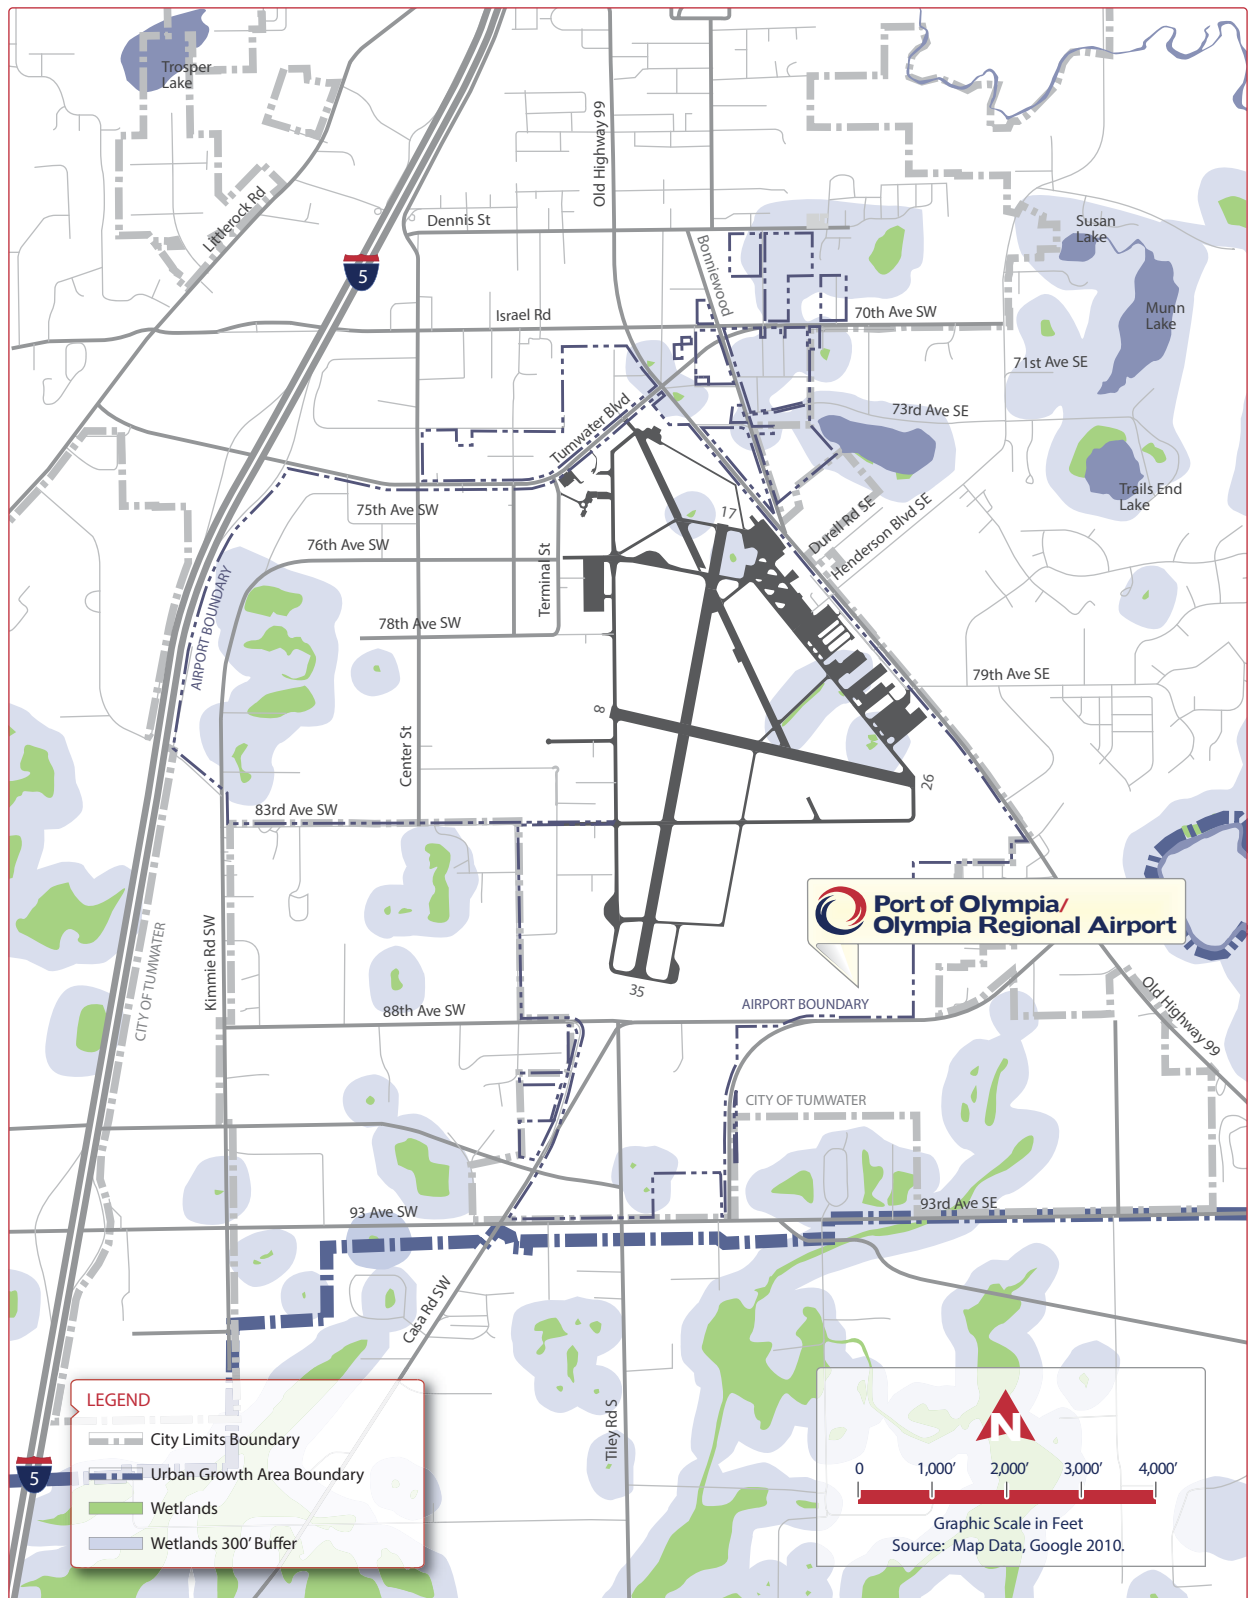 Trosper
Lake
Old Highway 99
Littlerock Rd
Dennis St
Susan
Lake
5
Bonniewood
Israel Rd
70th Ave SW
Munn
Lake
71st Ave SE
73rd Ave SE
Tumwater Blvd
Trails End
Lake
75th Ave SW
17
Durell Rd SE
Henderson Blvd SE
76th Ave SW
Terminal St
AIRPORT BOUNDARY
78th Ave SW
79th Ave SE
8
Center St
26
83rd Ave SW
Port of Olympia/
Olympia Regional Airport
Kimmie Rd SW
CITY OF TUMWATER
35
AIRPORT BOUNDARY
88th Ave SW
Old Highway 99
CITY OF TUMWATER
93 Ave SW
93rd Ave SE
Casa Rd SW
Tiley Rd S
LEGEND
City Limits Boundary
Urban Growth Area Boundary
Wetlands
Wetlands 300' Buffer
5
N
0 1,000' 2,000' 3,000' 4,000'
Graphic Scale in Feet
Source: Map Data, Google 2010.